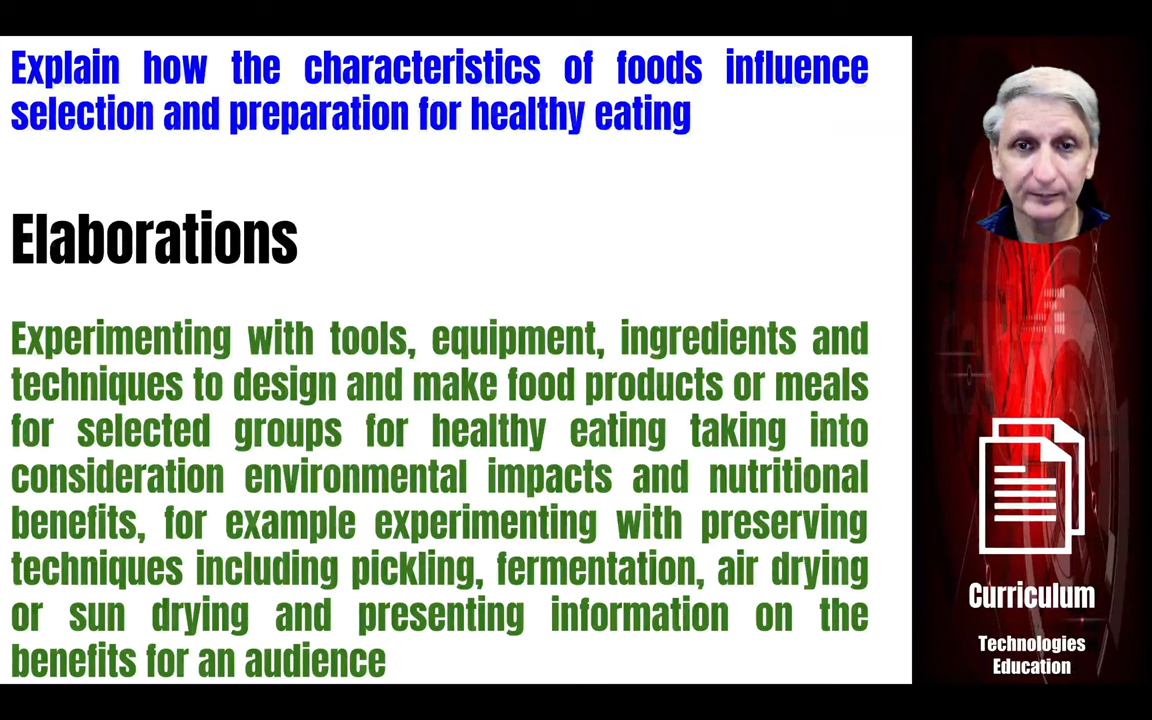 Explain how the characteristics of foods influence
selection and preparation for healthy eating
Elaborations
Experimenting with tools, equipment, ingredients and
techniques to design and make food products or meals
for selected groups for healthy eating taking into
consideration environmental impacts and nutritional
benefits, for example experimenting with preserving
techniques including pickling, fermentation, air drying
or sun drying and presenting information on the
benefits for an audience
Curriculum
Technologies
Education